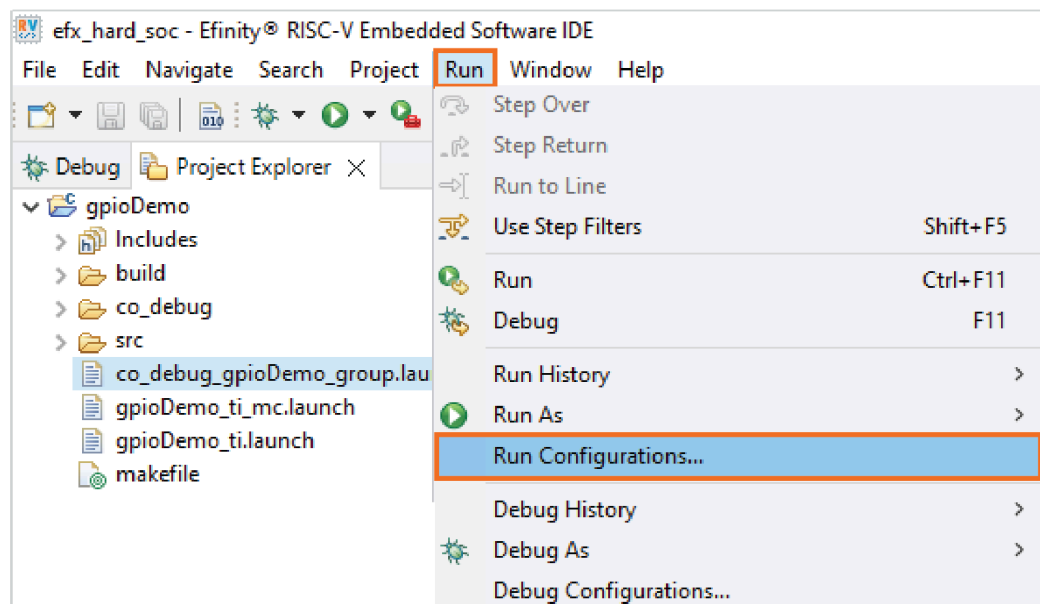 efx_hard_soc - Efinity® RISC-V Embedded Software IDE
File Edit Navigate Search Project Run Window Help
Debug Project Explorer
gpioDemo
Includes
build
co_debug
src
co_debug_gpioDemo_group.lau
gpioDemo_ti_mc.launch
gpioDemo_ti.launch
makefile
Step Over
Step Return
Run to Line
Use Step Filters Shift+F5
Run Ctrl+F11
Debug F11
Run History
Run As
Run Configurations...
Debug History
Debug As
Debug Configurations...